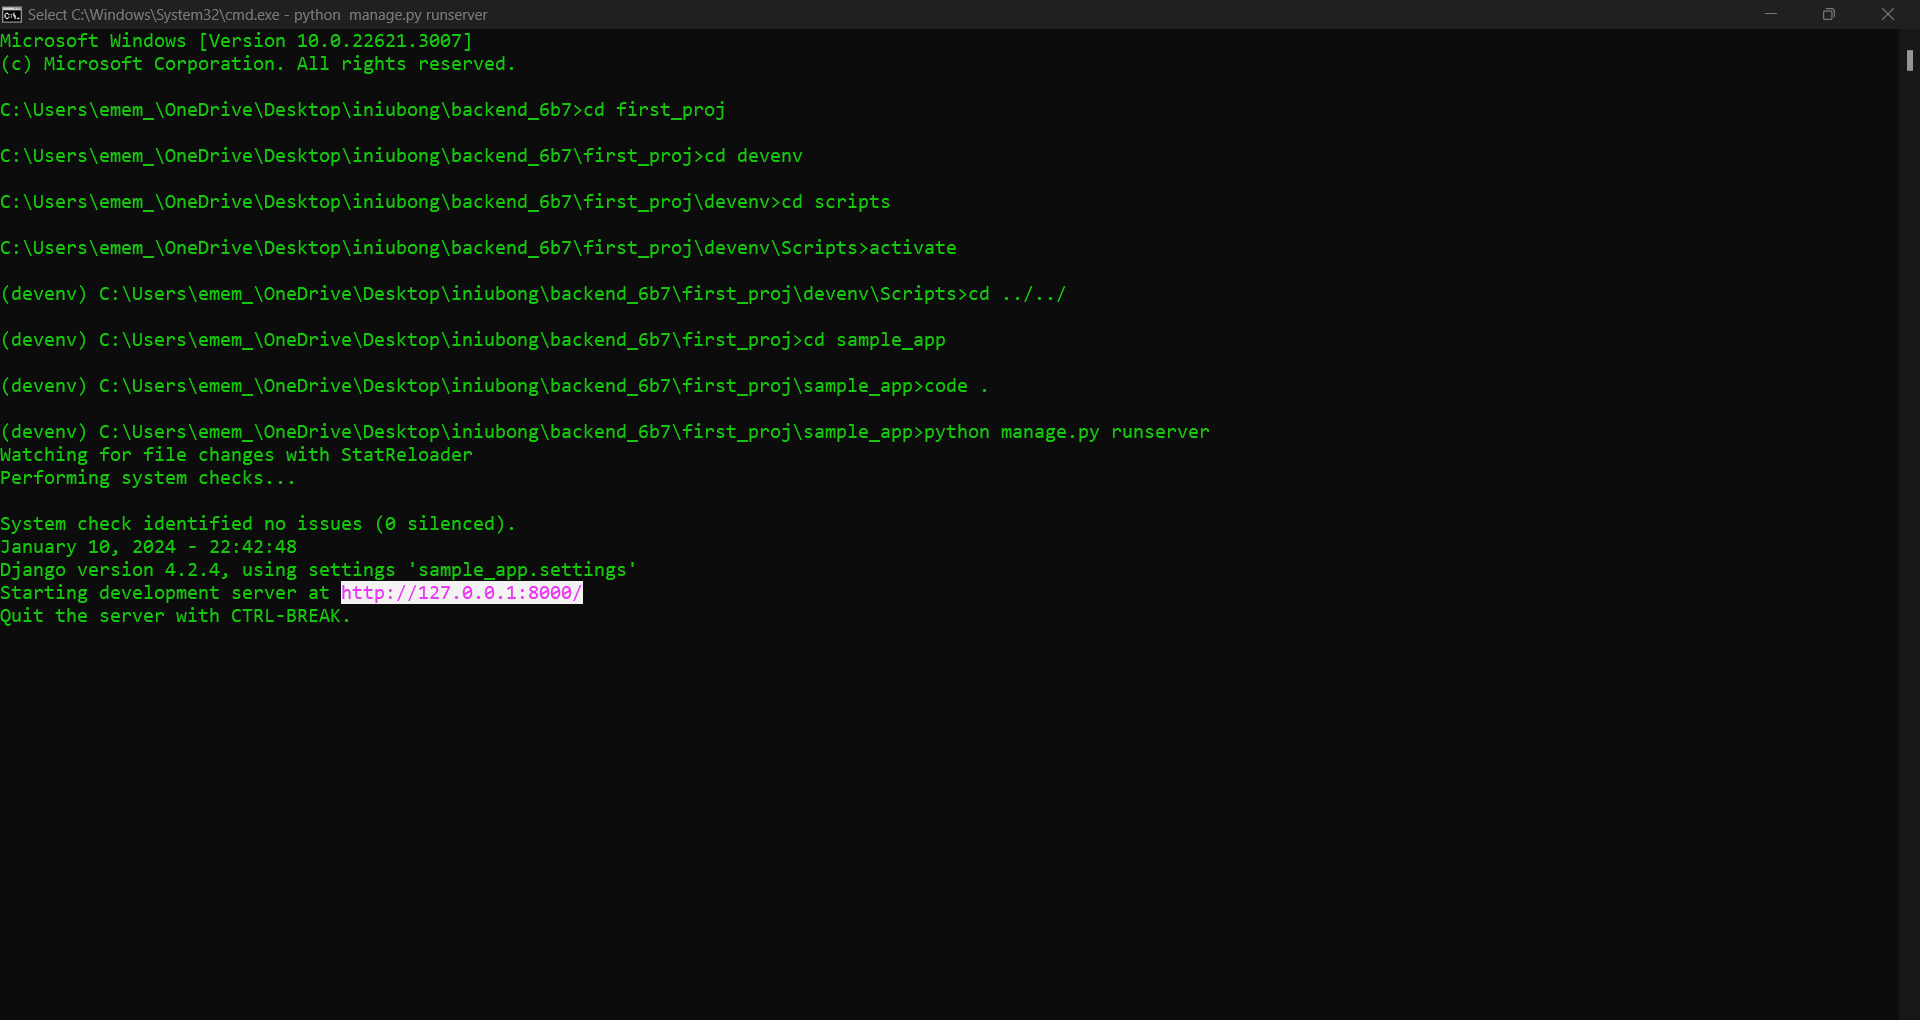 Select C:\Windows\System32\cmd.exe - python  manage.py runserver
Microsoft Windows [Version 10.0.22621.3007]
(c) Microsoft Corporation. All rights reserved.
C:\Users\emem_\OneDrive\Desktop\iniubong\backend_6b7>cd first_proj
C:\Users\emem_\OneDrive\Desktop\iniubong\backend_6b7\first_proj>cd devenv
C:\Users\emem_\OneDrive\Desktop\iniubong\backend_6b7\first_proj\devenv>cd scripts
C:\Users\emem_\OneDrive\Desktop\iniubong\backend_6b7\first_proj\devenv\Scripts>activate
(devenv) C:\Users\emem_\OneDrive\Desktop\iniubong\backend_6b7\first_proj\devenv\Scripts>cd ../../
(devenv) C:\Users\emem_\OneDrive\Desktop\iniubong\backend_6b7\first_proj>cd sample_app
(devenv) C:\Users\emem_\OneDrive\Desktop\iniubong\backend_6b7\first_proj\sample_app>code .
(devenv) C:\Users\emem_\OneDrive\Desktop\iniubong\backend_6b7\first_proj\sample_app>python manage.py runserver
Watching for file changes with StatReloader
Performing system checks...
System check identified no issues (0 silenced).
January 10, 2024 - 22:42:48
Django version 4.2.4, using settings 'sample_app.settings'
Starting development server at http://127.0.0.1:8000/
Quit the server with CTRL-BREAK.